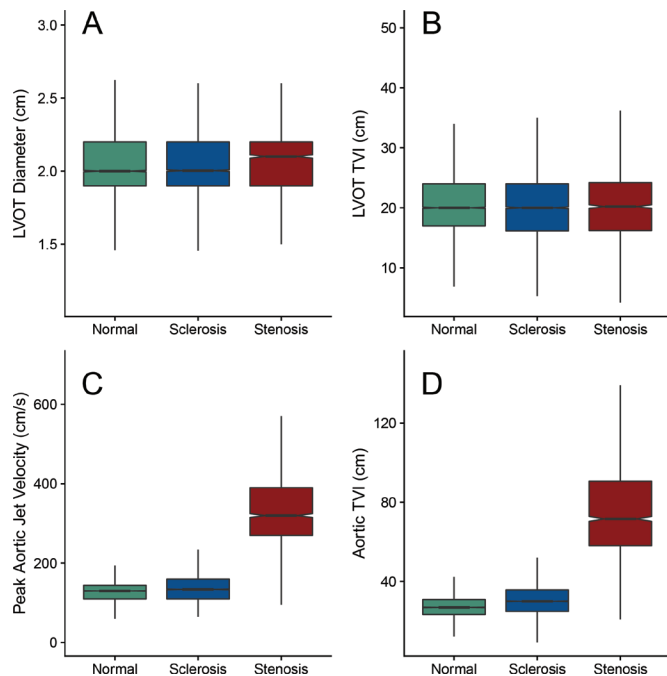 A
LVOT Diameter (cm)
3.0
2.5
2.0
1.5
Normal Sclerosis Stenosis
B
LVOT TVI (cm)
50
40
30
20
10
Normal Sclerosis Stenosis
C
Peak Aortic Jet Velocity (cm/s)
600
400
200
0
Normal Sclerosis Stenosis
D
Aortic TVI (cm)
120
80
40
Normal Sclerosis Stenosis